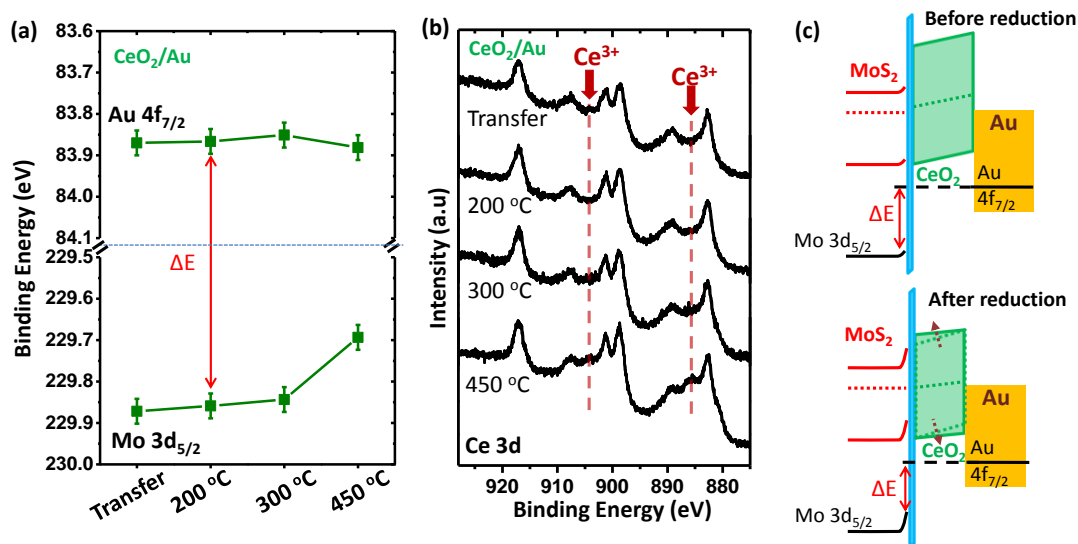 (a)
CeO₂/Au
Au 4f₇/₂
ΔE
Mo 3d₅/₂
Binding Energy (eV)
83.6
83.7
83.8
83.9
84.0
84.1
229.5
229.6
229.7
229.8
229.9
230.0
Transfer
200 °C
300 °C
450 °C
(b)
CeO₂/Au
Ce³⁺
Ce³⁺
Transfer
200 °C
300 °C
450 °C
Ce 3d
Intensity (a.u)
920
910
900
890
880
Binding Energy (eV)
(c)
Before reduction
MoS₂
Au
CeO₂
Au
4f₇/₂
ΔE
Mo 3d₅/₂
After reduction
MoS₂
Au
CeO₂
Au
4f₇/₂
ΔE
Mo 3d₅/₂